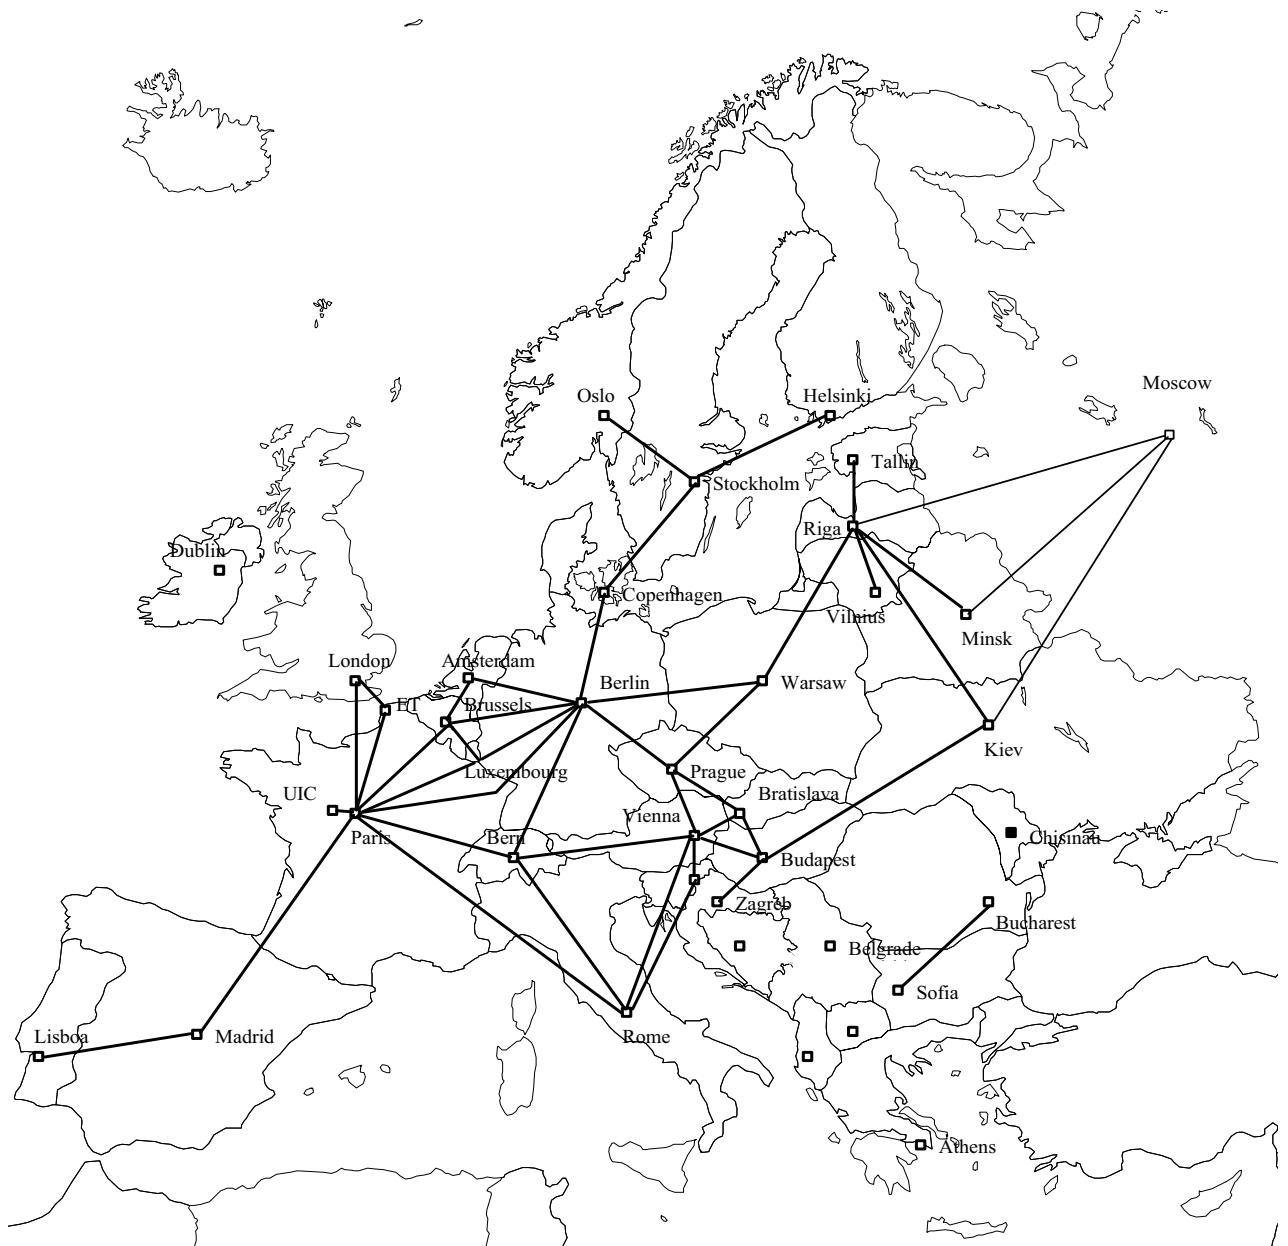 Moscow
Oslo
Helsinki
Tallin
Stockholm
Riga
Dublin
Copenhagen
Vilnius
Minsk
London
Amsterdam
Berlin
Warsaw
ET
Brussels
Kiev
Luxembourg
Prague
UIC
Bratislava
Vienna
Paris
Bern
Chisinau
Budapest
Zagreb
Bucharest
Belgrade
Sofia
Lisboa
Madrid
Rome
Athens